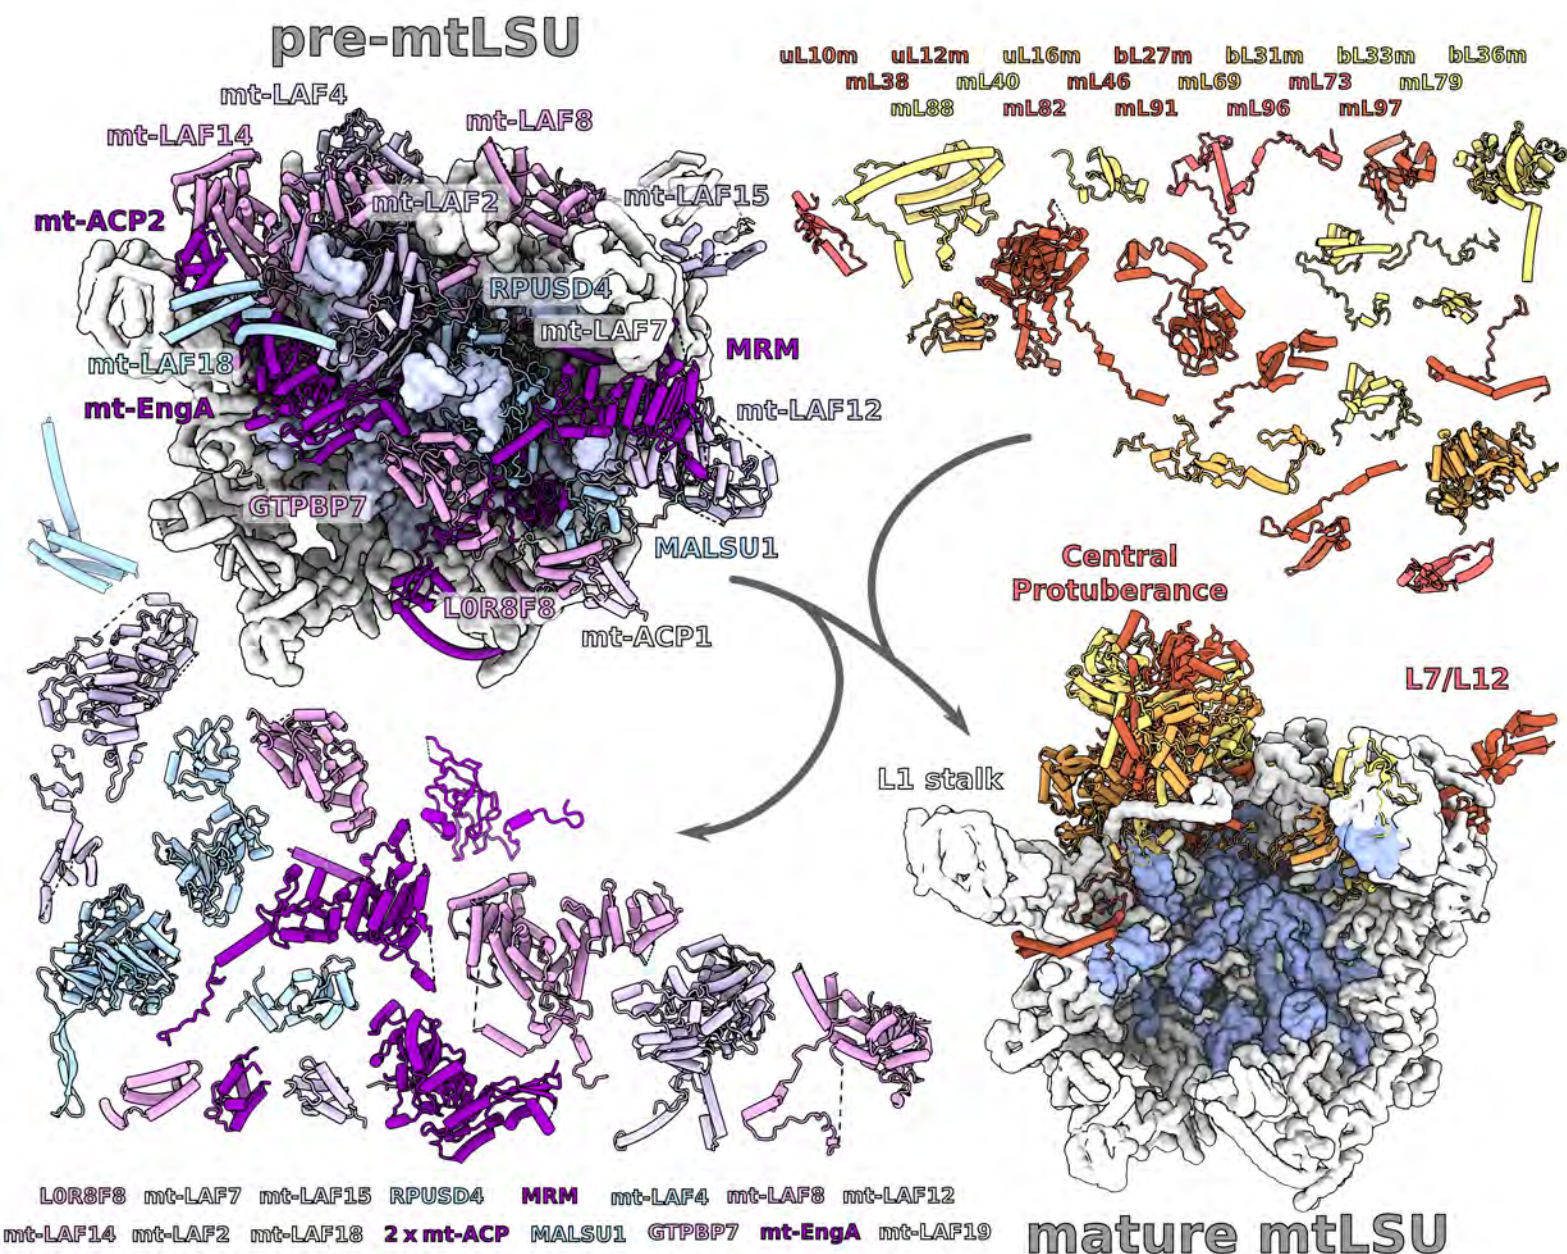 pre-mtLSU
uL10m uL12m uL16m bL27m bL31m bL33m bL36m
mL38 mL40 mL46 mL69 mL73 mL79
mL88 mL82 mL91 mL96 mL97
mt-LAF4
mt-LAF14
mt-LAF8
mt-LAF2
mt-LAF15
mt-ACP2
RPUSD4
mt-LAF7
mt-LAF18
MRM
mt-EngA
mt-LAF12
GTPBP7
MALSU1
L0R8F8
mt-ACP1
Central
Protuberance
L7/L12
L1 stalk
L0R8F8 mt-LAF7 mt-LAF15 RPUSD4 MRM mt-LAF4 mt-LAF8 mt-LAF12
mt-LAF14 mt-LAF2 mt-LAF18 2 x mt-ACP MALSU1 GTPBP7 mt-EngA mt-LAF19
mature mtLSU